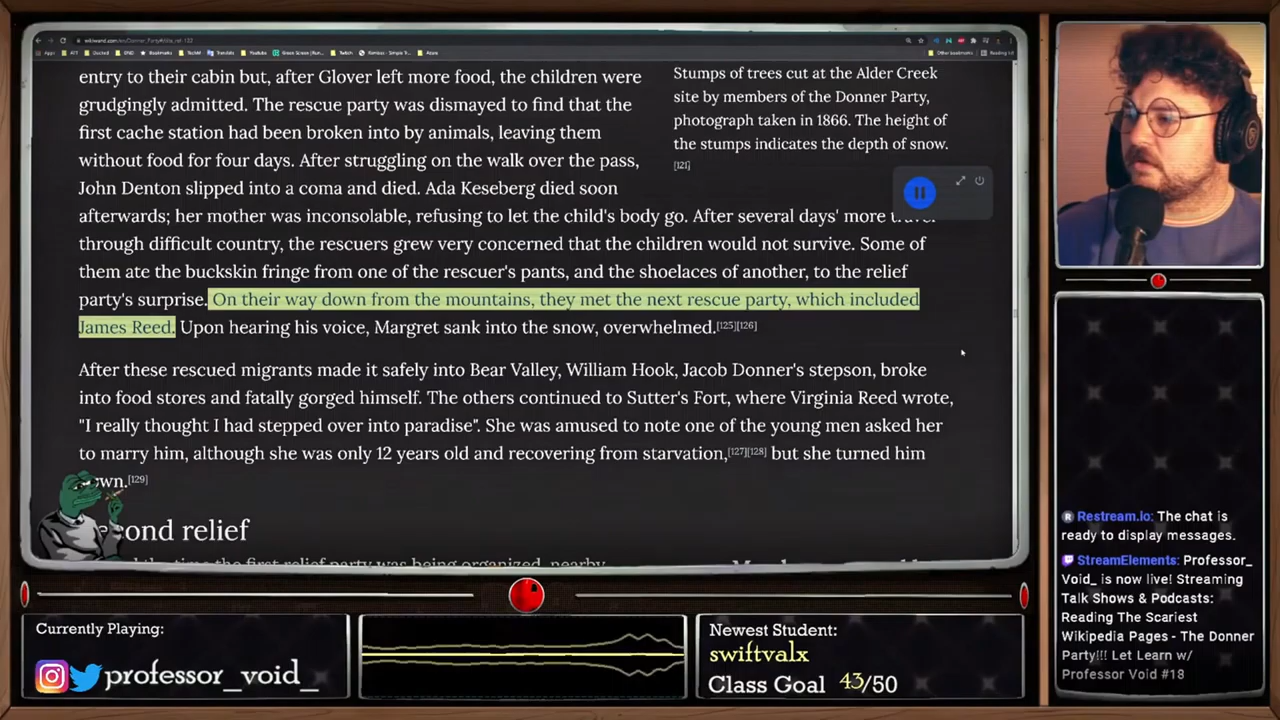 entry to their cabin but, after Glover left more food, the children were
grudgingly admitted. The rescue party was dismayed to find that the
first cache station had been broken into by animals, leaving them
without food for four days. After struggling on the walk over the pass,
John Denton slipped into a coma and died. Ada Keseberg died soon
afterwards; her mother was inconsolable, refusing to let the child's body go. After several days' more
through difficult country, the rescuers grew very concerned that the children would not survive. Some of
them ate the buckskin fringe from one of the rescuer's pants, and the shoelaces of another, to the relief
party's surprise. On their way down from the mountains, they met the next rescue party, which included
James Reed. Upon hearing his voice, Margret sank into the snow, overwhelmed.[125][126]
After these rescued migrants made it safely into Bear Valley, William Hook, Jacob Donner's stepson, broke
into food stores and fatally gorged himself. The others continued to Sutter's Fort, where Virginia Reed wrote,
"I really thought I had stepped over into paradise". She was amused to note one of the young men asked her
to marry him, although she was only 12 years old and recovering from starvation,[127][128] but she turned him
wn.[129]
ond relief
the time the first relief party was being organized, nearby
Stumps of trees cut at the Alder Creek
site by members of the Donner Party,
photograph taken in 1866. The height of
the stumps indicates the depth of snow.
[121]
Restream.io: The chat is
ready to display messages.
StreamElements: Professor_
Void_ is now live! Streaming
Talk Shows & Podcasts:
Reading The Scariest
Wikipedia Pages - The Donner
Party!!! Let Learn w/
Professor Void #18
Currently Playing:
professor_void_
Newest Student:
swiftvalx
Class Goal 43/50